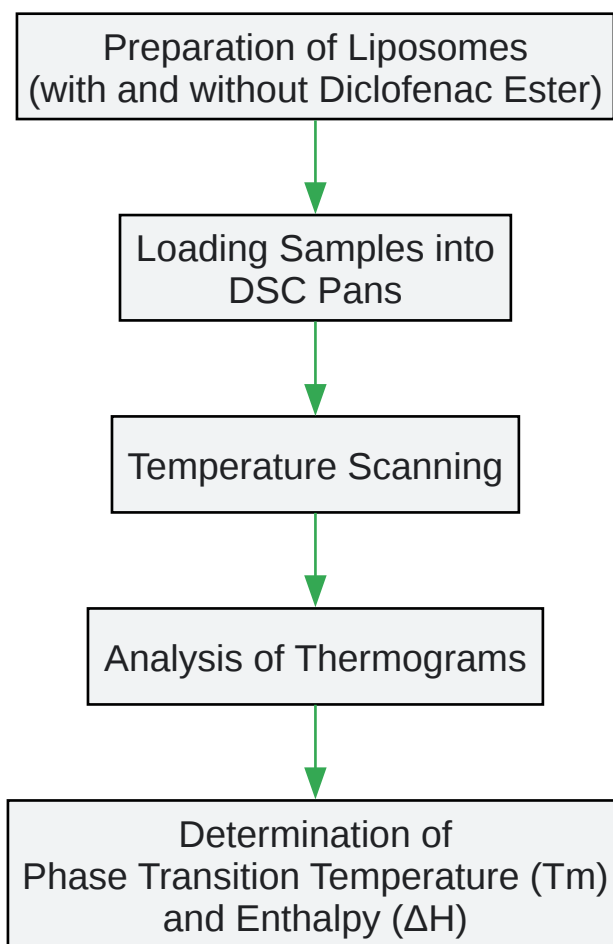 Preparation of Liposomes
(with and without Diclofenac Ester)
Loading Samples into
DSC Pans
Temperature Scanning
Analysis of Thermograms
Determination of
Phase Transition Temperature (Tm)
and Enthalpy (ΔH)